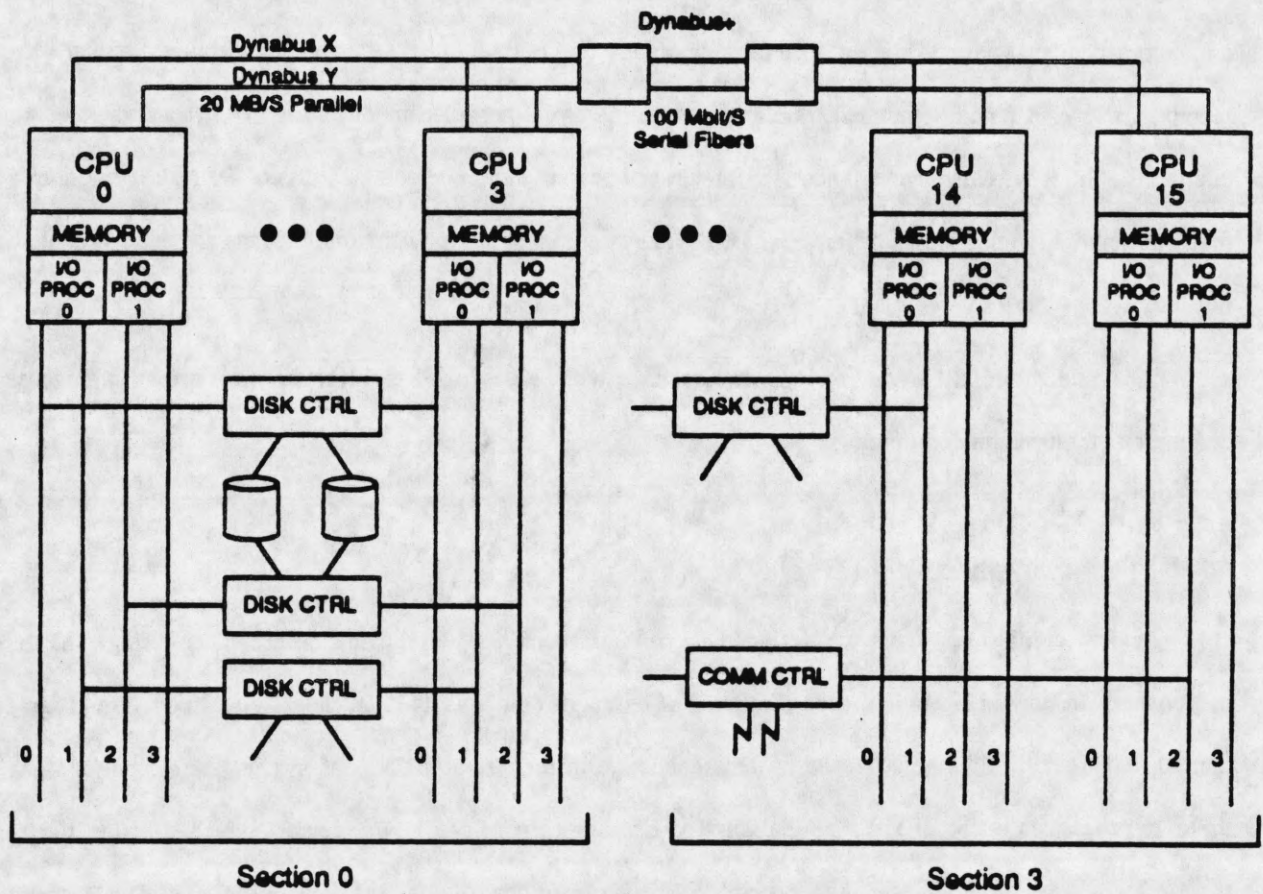 Dynabus+
Dynabus X
Dynabus Y
20 MB/S Parallel
100 Mbit/S
Serial Fibers
CPU
0
MEMORY
I/O
PROC
0
I/O
PROC
1
CPU
3
MEMORY
I/O
PROC
0
I/O
PROC
1
CPU
14
MEMORY
I/O
PROC
0
I/O
PROC
1
CPU
15
MEMORY
I/O
PROC
0
I/O
PROC
1
DISK CTRL
DISK CTRL
DISK CTRL
DISK CTRL
COMM CTRL
0 1 2 3
0 1 2 3
0 1 2 3
0 1 2 3
Section 0
Section 3